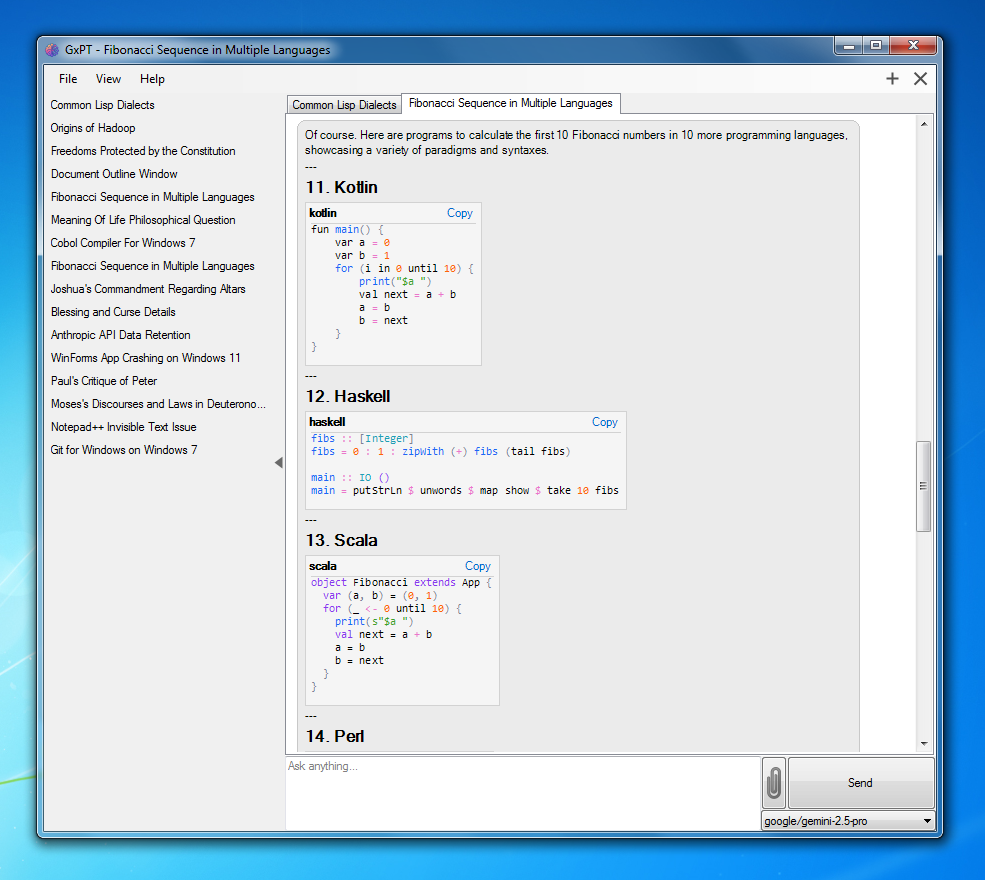 GxPT - Fibonacci Sequence in Multiple Languages
File View Help
Common Lisp Dialects
Origins of Hadoop
Freedoms Protected by the Constitution
Document Outline Window
Fibonacci Sequence in Multiple Languages
Meaning Of Life Philosophical Question
Cobol Compiler For Windows 7
Fibonacci Sequence in Multiple Languages
Joshua's Commandment Regarding Altars
Blessing and Curse Details
Anthropic API Data Retention
WinForms App Crashing on Windows 11
Paul's Critique of Peter
Moses's Discourses and Laws in Deuterono...
Notepad++ Invisible Text Issue
Git for Windows on Windows 7
Common Lisp Dialects Fibonacci Sequence in Multiple Languages
Of course. Here are programs to calculate the first 10 Fibonacci numbers in 10 more programming languages,
showcasing a variety of paradigms and syntaxes.
---
11. Kotlin
kotlin Copy
fun main() {
    var a = 0
    var b = 1
    for (i in 0 until 10) {
        print("$a ")
        val next = a + b
        a = b
        b = next
    }
}
---
12. Haskell
haskell Copy
fibs :: [Integer]
fibs = 0 : 1 : zipWith (+) fibs (tail fibs)

main :: IO ()
main = putStrLn $ unwords $ map show $ take 10 fibs
---
13. Scala
scala Copy
object Fibonacci extends App {
  var (a, b) = (0, 1)
  for (_ <- 0 until 10) {
    print(s"$a ")
    val next = a + b
    a = b
    b = next
  }
}
---
14. Perl
Ask anything...
Send
google/gemini-2.5-pro